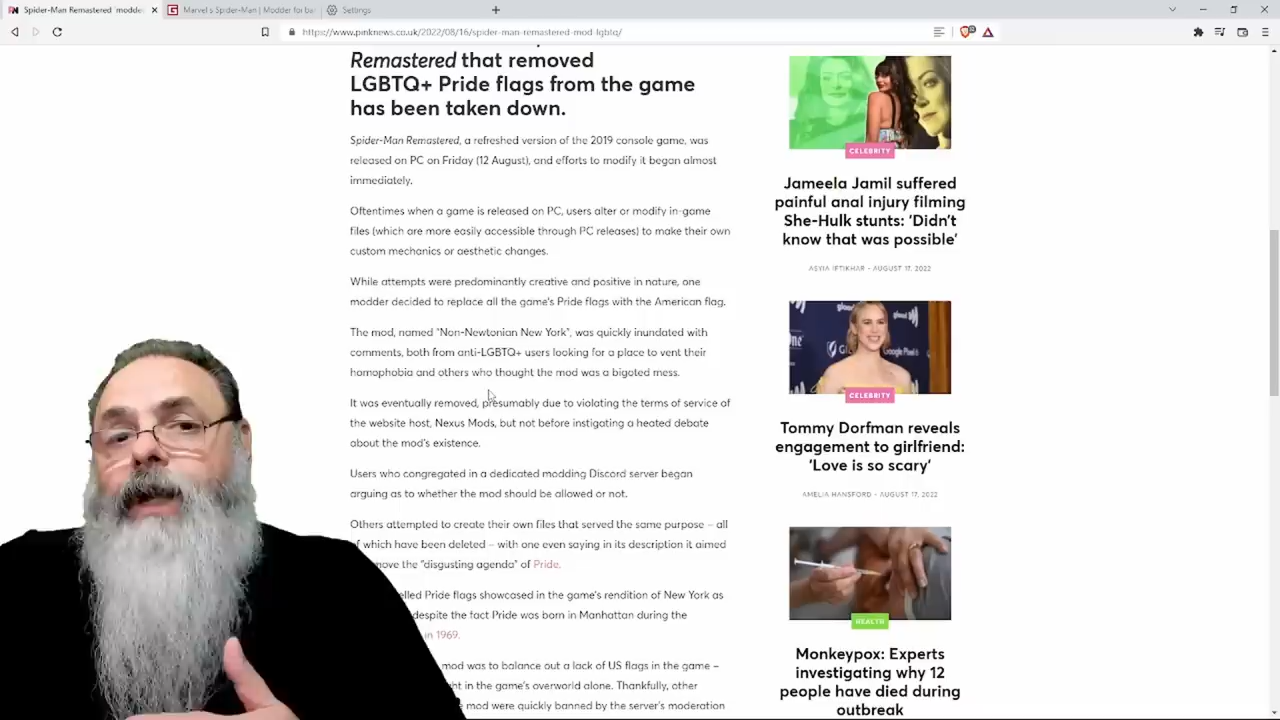 Spider-Man Remastered 'modder
Marvel's Spider-Man | Modder for ba
Settings
https://www.pinknews.co.uk/2022/08/16/spider-man-remastered-mod-lgbtq/
Remastered that removed
LGBTQ+ Pride flags from the game
has been taken down.
Spider-Man Remastered, a refreshed version of the 2019 console game, was
released on PC on Friday (12 August), and efforts to modify it began almost
immediately.
Oftentimes when a game is released on PC, users alter or modify in-game
files (which are more easily accessible through PC releases) to make their own
custom mechanics or aesthetic changes.
While attempts were predominantly creative and positive in nature, one
modder decided to replace all the game's Pride flags with the American flag.
The mod, named "Non-Newtonian New York", was quickly inundated with
comments, both from anti-LGBTQ+ users looking for a place to vent their
homophobia and others who thought the mod was a bigoted mess.
It was eventually removed, presumably due to violating the terms of service of
the website host, Nexus Mods, but not before instigating a heated debate
about the mod's existence.
Users who congregated in a dedicated modding Discord server began
arguing as to whether the mod should be allowed or not.
Others attempted to create their own files that served the same purpose – all
of which have been deleted – with one even saying in its description it aimed
move the "disgusting agenda" of Pride.
elled Pride flags showcased in the game's rendition of New York as
despite the fact Pride was born in Manhattan during the
in 1969.
mod was to balance out a lack of US flags in the game –
ht in the game's overworld alone. Thankfully, other
mod were quickly banned by the server's moderation
CELEBRITY
Jameela Jamil suffered
painful anal injury filming
She-Hulk stunts: 'Didn't
know that was possible'
ASYIA IFTIKHAR - AUGUST 17, 2022
CELEBRITY
Tommy Dorfman reveals
engagement to girlfriend:
'Love is so scary'
AMELIA HANSFORD - AUGUST 17, 2022
HEALTH
Monkeypox: Experts
investigating why 12
people have died during
outbreak